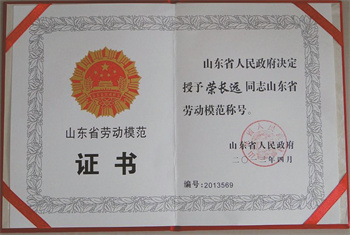 山东省劳动模范
证书
山东省人民政府决定
授予荣长远同志山东省
劳动模范称号。
山东省人民政府
二〇一三年四月
编号:2013569